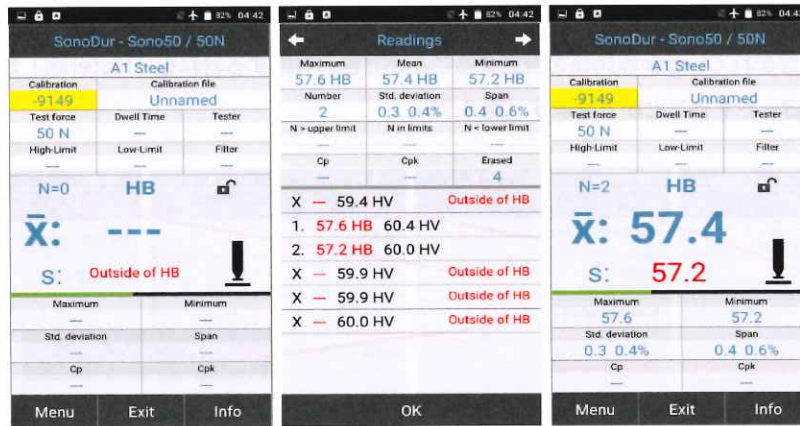 82% 04:42
SonoDur - Sono50 / 50N
A1 Steel
Calibration Calibration file
-9149 Unnamed
Test force Dwell Time Tester
50 N --- ---
High-Limit Low-Limit Filter
--- --- ---
N=0 HB
x̄: ---
s: Outside of HB
Maximum Minimum
--- ---
Std. deviation Span
--- ---
Cp Cpk
--- ---
Menu Exit Info
82% 04:42
Readings
Maximum Mean Minimum
57.6 HB 57.4 HB 57.2 HB
Number Std. deviation Span
2 0.3 0.4% 0.4 0.6%
N > upper limit N in limits N < lower limit
--- --- ---
Cp Cpk Erased
--- --- 4
X --- 59.4 HV Outside of HB
1. 57.6 HB 60.4 HV
2. 57.2 HB 60.0 HV
X --- 59.9 HV Outside of HB
X --- 59.9 HV Outside of HB
X --- 60.0 HV Outside of HB
OK
82% 04:42
SonoDur - Sono50 / 50N
A1 Steel
Calibration Calibration file
-9149 Unnamed
Test force Dwell Time Tester
50 N --- ---
High-Limit Low-Limit Filter
--- --- ---
N=2 HB
x̄: 57.4
s: 57.2
Maximum Minimum
57.6 57.2
Std. deviation Span
0.3 0.4% 0.4 0.6%
Cp Cpk
--- ---
Menu Exit Info